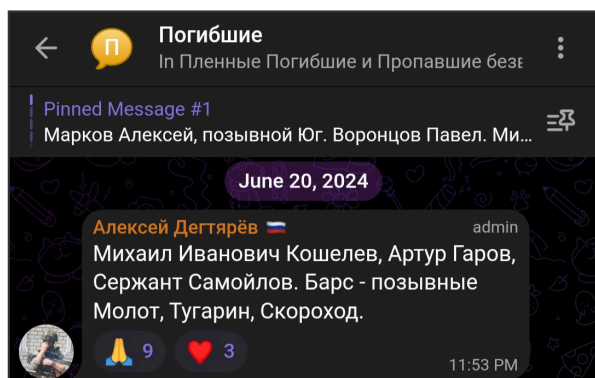 П
Погибшие
In Пленные Погибшие и Пропавшие безв
Pinned Message #1
Марков Алексей, позывной Юг. Воронцов Павел. Ми...
June 20, 2024
Алексей Дегтярёв 🇷🇺 admin
Михаил Иванович Кошелев, Артур Гаров,
Сержант Самойлов. Барс - позывные
Молот, Тугарин, Скороход.
🙏 9 ❤️ 3
11:53 PM